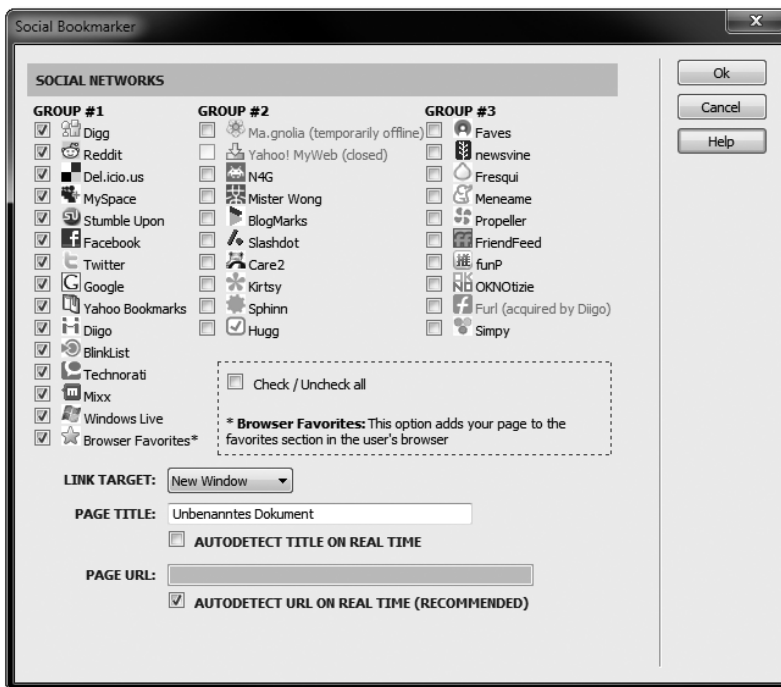 Social Bookmarker
x
SOCIAL NETWORKS
GROUP #1
Digg
Reddit
Del.icio.us
MySpace
Stumble Upon
Facebook
Twitter
Google
Yahoo Bookmarks
Diigo
BlinkList
Technorati
Mixx
Windows Live
Browser Favorites*
GROUP #2
Ma.gnolia (temporarily offline)
Yahoo! MyWeb (closed)
N4G
Mister Wong
BlogMarks
Slashdot
Care2
Kirtsy
Sphinn
Hugg
GROUP #3
Faves
newsvine
Fresqui
Meneame
Propeller
FriendFeed
funP
OKNOtizie
Furl (acquired by Diigo)
Simpy
Check / Uncheck all
* Browser Favorites: This option adds your page to the
favorites section in the user's browser
LINK TARGET: New Window
PAGE TITLE: Unbenanntes Dokument
AUTODETECT TITLE ON REAL TIME
PAGE URL:
AUTODETECT URL ON REAL TIME (RECOMMENDED)
Ok
Cancel
Help